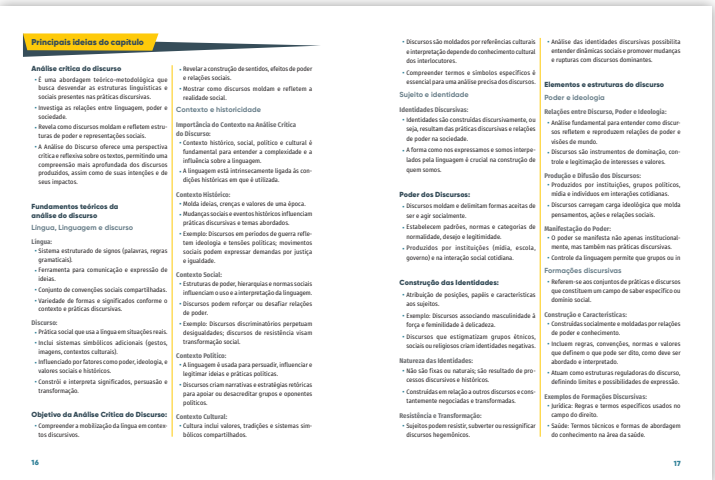 Principais ideias do capítulo
Análise crítica do discurso
• É uma abordagem teórico-metodológica que
busca desvendar as estruturas linguísticas e
sociais presentes nas práticas discursivas.
• Investiga as relações entre linguagem, poder e
sociedade.
• Revela como discursos moldam e refletem estru-
turas de poder e representações sociais.
• A Análise do Discurso oferece uma perspectiva
crítica e reflexiva sobre os textos, permitindo uma
compreensão mais aprofundada dos discursos
produzidos, assim como de suas intenções e de
seus impactos.
Fundamentos teóricos da
análise do discurso
Língua, Linguagem e discurso
Língua:
• Sistema estruturado de signos (palavras, regras
gramaticais).
• Ferramenta para comunicação e expressão de
ideias.
• Conjunto de convenções sociais compartilhadas.
• Variedade de formas e significados conforme o
contexto e práticas discursivas.
Discurso:
• Prática social que usa a língua em situações reais.
• Inclui sistemas simbólicos adicionais (gestos,
imagens, contextos culturais).
• Influenciado por fatores como poder, ideologia, e
valores sociais e históricos.
• Constrói e interpreta significados, persuasão e
transformação.
Objetivo da Análise Crítica do Discurso:
• Compreender a mobilização da língua em contex-
tos discursivos.
• Revelar a construção de sentidos, efeitos de poder
e relações sociais.
• Mostrar como discursos moldam e refletem a
realidade social.
Contexto e historicidade
Importância do Contexto na Análise Crítica
do Discurso:
• Contexto histórico, social, político e cultural é
fundamental para entender a complexidade e a
influência sobre a linguagem.
• A linguagem está intrinsecamente ligada às con-
dições históricas em que é utilizada.
Contexto Histórico:
• Molda ideias, crenças e valores de uma época.
• Mudanças sociais e eventos históricos influenciam
práticas discursivas e temas abordados.
• Exemplo: Discursos em períodos de guerra refle-
tem ideologia e tensões políticas; movimentos
sociais podem expressar demandas por justiça
e igualdade.
Contexto Social:
• Estruturas de poder, hierarquias e normas sociais
influenciam o uso e a interpretação da linguagem.
• Discursos podem reforçar ou desafiar relações
de poder.
• Exemplo: Discursos discriminatórios perpetuam
desigualdades; discursos de resistência visam
transformação social.
Contexto Político:
• A linguagem é usada para persuadir, influenciar e
legitimar ideias e práticas políticas.
• Discursos criam narrativas e estratégias retóricas
para apoiar ou desacreditar grupos e oponentes
políticos.
Contexto Cultural:
• Cultura inclui valores, tradições e sistemas sim-
bólicos compartilhados.
16
• Discursos são moldados por referências culturais
e interpretação depende do conhecimento cultural
dos interlocutores.
• Compreender termos e símbolos específicos é
essencial para uma análise precisa dos discursos.
Sujeito e identidade
Identidades Discursivas:
• Identidades são construídas discursivamente, ou
seja, resultam das práticas discursivas e relações
de poder na sociedade.
• A forma como nos expressamos e somos interpe-
lados pela linguagem é crucial na construção de
quem somos.
Poder dos Discursos:
• Discursos moldam e delimitam formas aceitas de
ser e agir socialmente.
• Estabelecem padrões, normas e categorias de
normalidade, desejo e legitimidade.
• Produzidos por instituições (mídia, escola,
governo) e na interação social cotidiana.
Construção das Identidades:
• Atribuição de posições, papéis e características
aos sujeitos.
• Exemplo: Discursos associando masculinidade à
força e feminilidade à delicadeza.
• Discursos que estigmatizam grupos étnicos,
sociais ou religiosos criam identidades negativas.
Natureza das Identidades:
• Não são fixas ou naturais; são resultado de pro-
cessos discursivos e históricos.
• Construídas em relação a outros discursos e cons-
tantemente negociadas e transformadas.
Resistência e Transformação:
• Sujeitos podem resistir, subverter ou ressignificar
discursos hegemônicos.
• Análise das identidades discursivas possibilita
entender dinâmicas sociais e promover mudanças
e rupturas com discursos dominantes.
Elementos e estruturas do discurso
Poder e ideologia
Relações entre Discurso, Poder e Ideologia:
• Análise fundamental para entender como discur-
sos refletem e reproduzem relações de poder e
visões de mundo.
• Discursos são instrumentos de dominação, con-
trole e legitimação de interesses e valores.
Produção e Difusão dos Discursos:
• Produzidos por instituições, grupos políticos,
mídia e indivíduos em interações cotidianas.
• Discursos carregam carga ideológica que molda
pensamentos, ações e relações sociais.
Manifestação do Poder:
• O poder se manifesta não apenas institucional-
mente, mas também nas práticas discursivas.
• Controle da linguagem permite que grupos ou in
Formações discursivas
• Referem-se aos conjuntos de práticas e discursos
que constituem um campo de saber específico ou
domínio social.
Construção e Características:
• Construídas socialmente e moldadas por relações
de poder e conhecimento.
• Incluem regras, convenções, normas e valores
que definem o que pode ser dito, como deve ser
abordado e interpretado.
• Atuam como estruturas reguladoras do discurso,
definindo limites e possibilidades de expressão.
Exemplos de Formações Discursivas:
• Jurídica: Regras e termos específicos usados no
campo do direito.
• Saúde: Termos técnicos e formas de abordagem
do conhecimento na área da saúde.
17